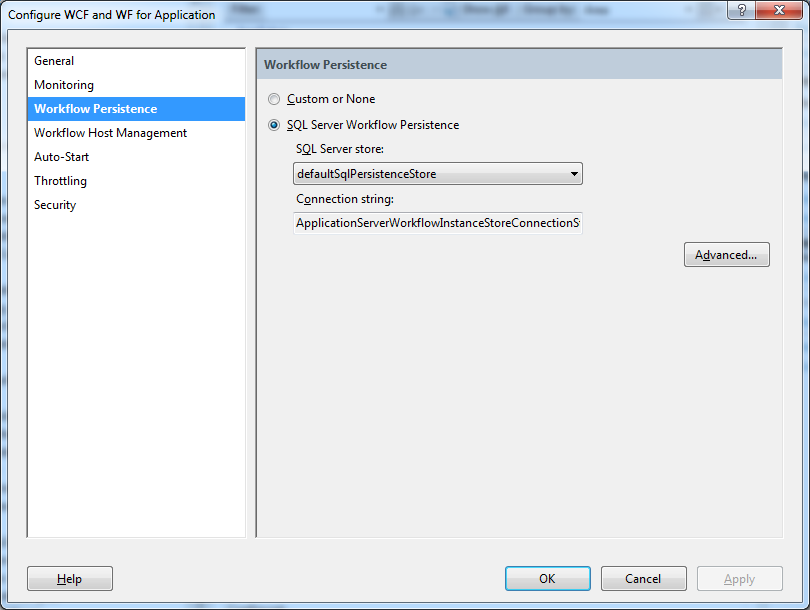 Configure WCF and WF for Application
?
General
Monitoring
Workflow Persistence
Workflow Host Management
Auto-Start
Throttling
Security
Workflow Persistence
Custom or None
SQL Server Workflow Persistence
SQL Server store:
defaultSqlPersistenceStore
Connection string:
ApplicationServerWorkflowInstanceStoreConnectionS
Advanced...
Help
OK
Cancel
Apply